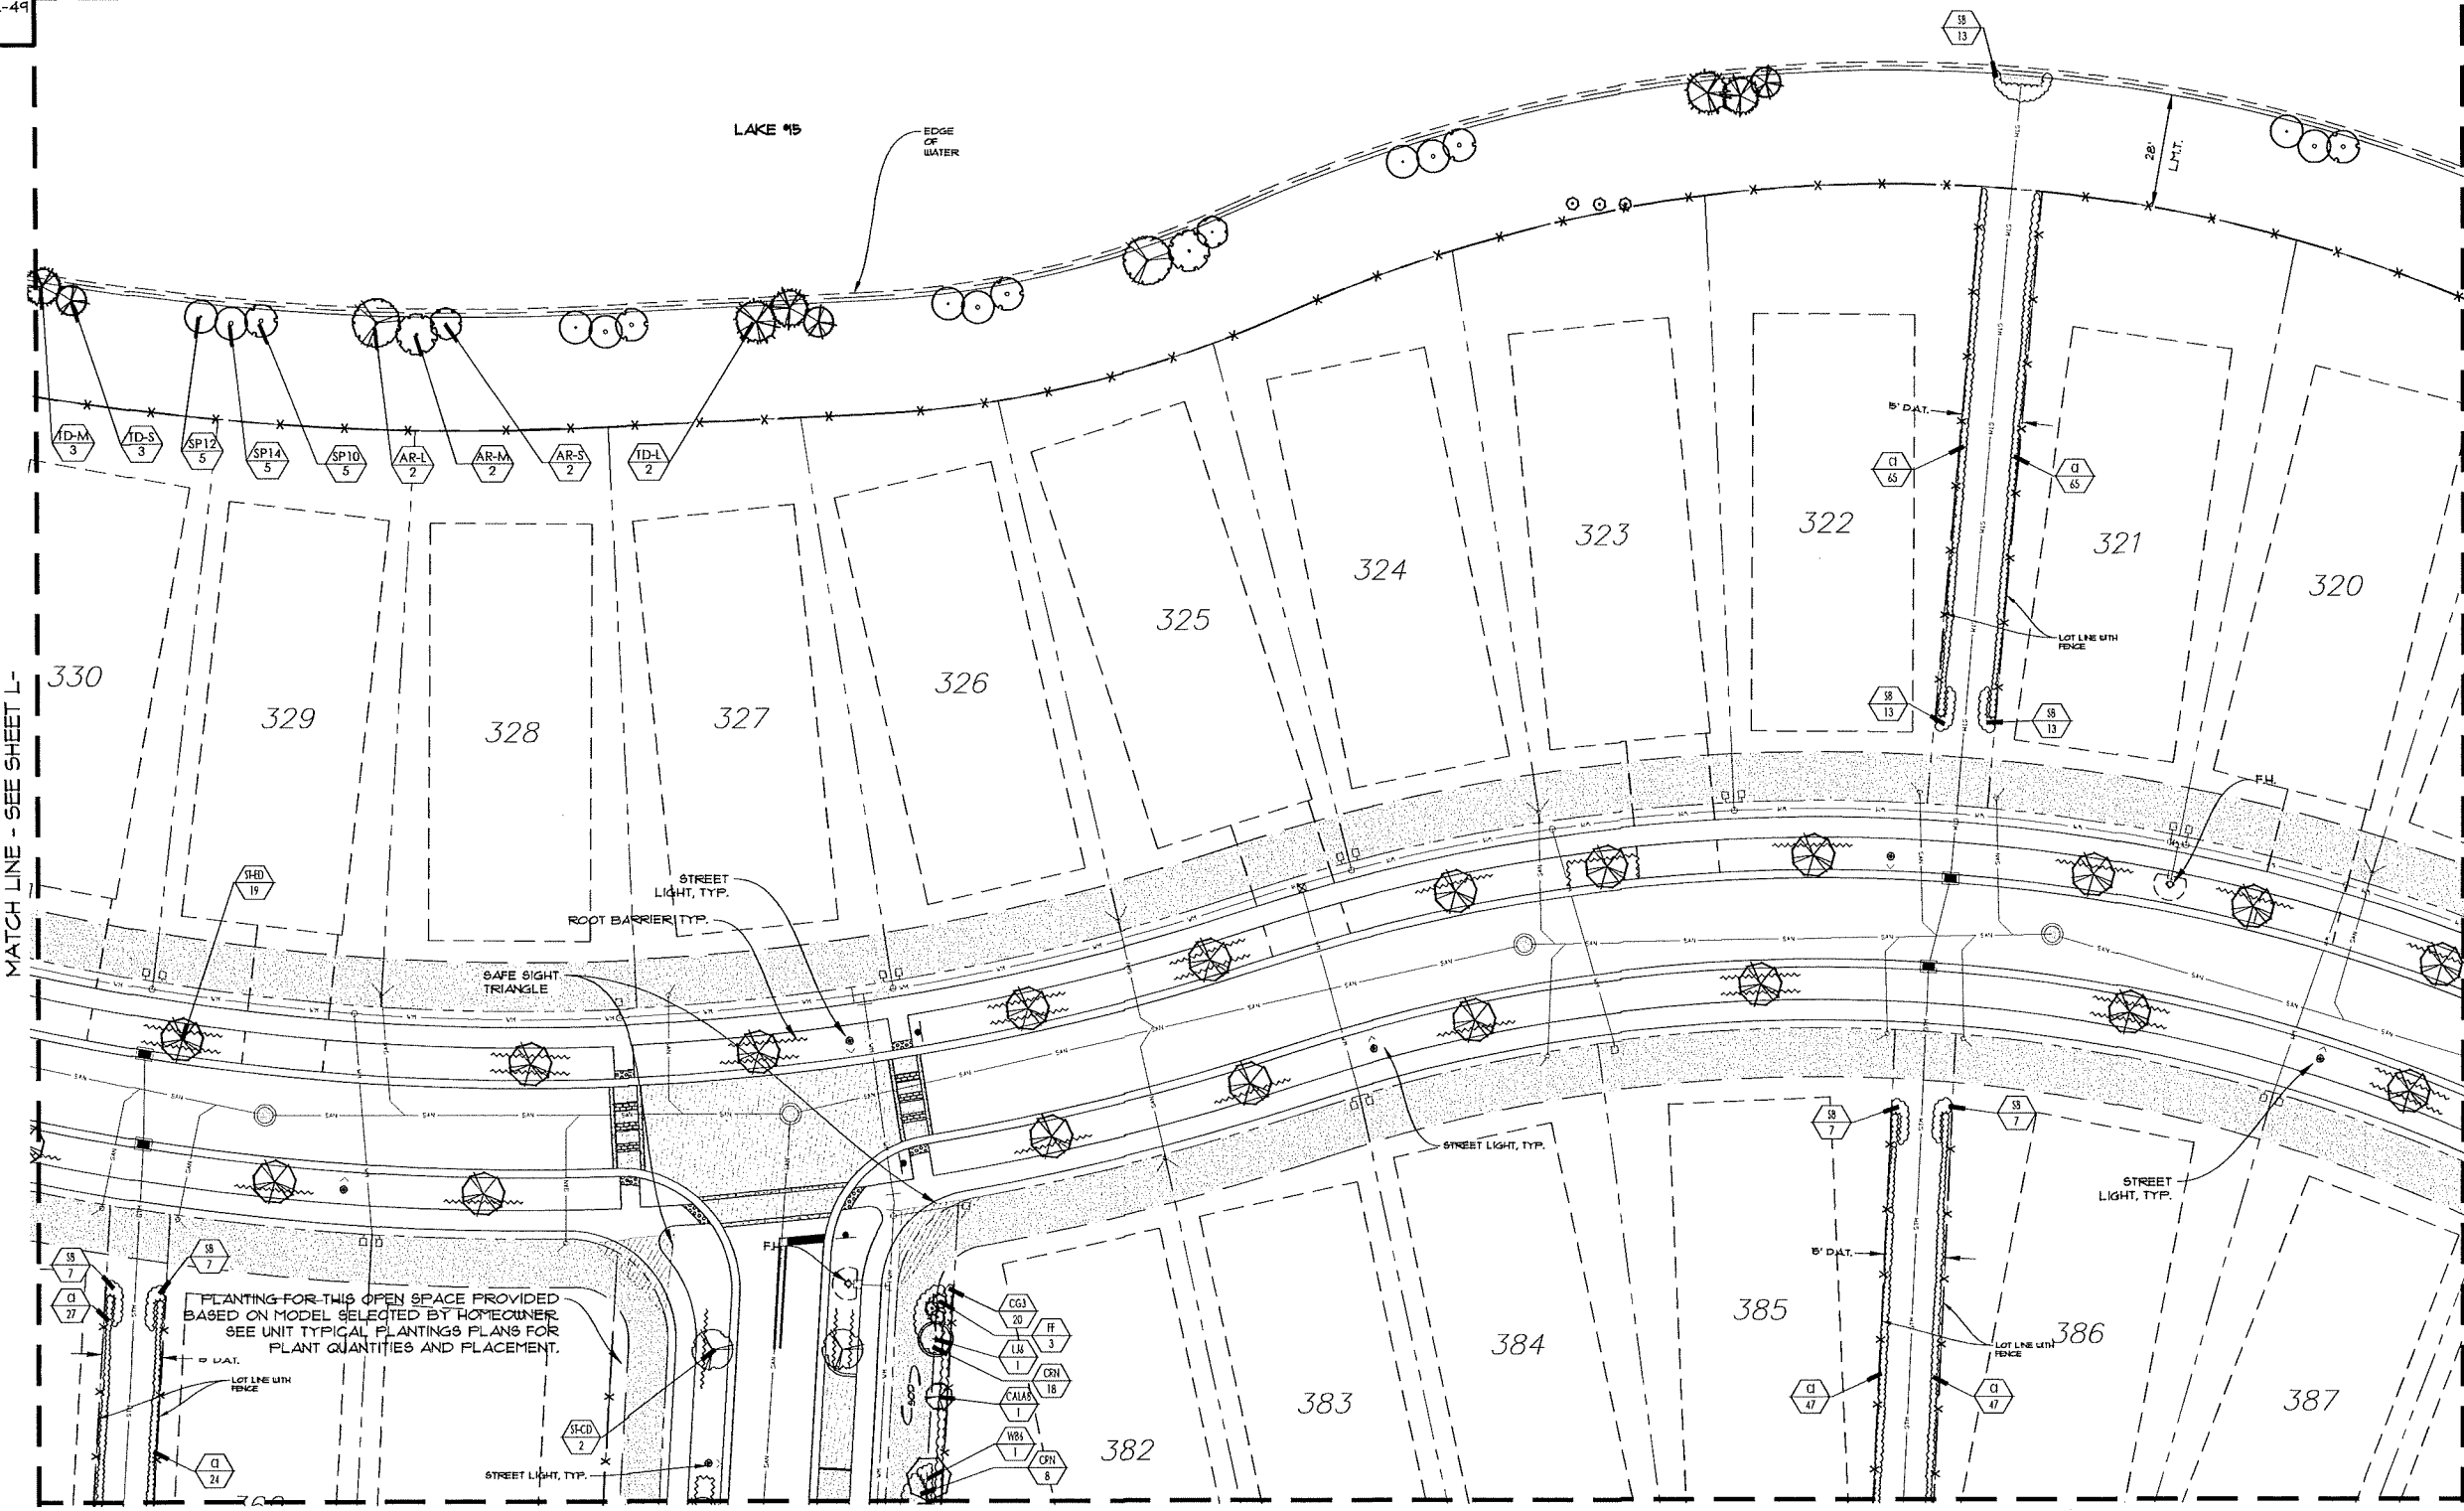 -49
SB
13
LAKE #15
EDGE
OF
WATER
28'
L.M.T.
TD-M
3
TD-S
3
SP12
5
SP14
5
SP10
5
AR-L
2
AR-M
2
AR-S
2
TD-L
2
15' D.A.T.
CI
65
CI
65
330
329
328
327
326
325
324
323
322
321
320
LOT LINE WITH
FENCE
SB
13
SB
13
F.H.
MATCH LINE - SEE SHEET L-
ST-ED
19
STREET
LIGHT, TYP.
ROOT BARRIER, TYP.
SAFE SIGHT
TRIANGLE
STREET LIGHT, TYP.
SB
7
SB
7
STREET
LIGHT, TYP.
SB
7
SB
7
CI
27
F.H.
PLANTING FOR THIS OPEN SPACE PROVIDED
BASED ON MODEL SELECTED BY HOMEOWNER.
SEE UNIT TYPICAL PLANTINGS PLANS FOR
PLANT QUANTITIES AND PLACEMENT.
D.A.T.
LOT LINE WITH
FENCE
CG3
20
FF
3
LJ6
1
CRN
18
CALA8
1
WB6
1
CRN
8
SOD
ST-CD
2
STREET LIGHT, TYP.
CI
24
382
383
384
385
386
387
15' D.A.T.
LOT LINE WITH
FENCE
CI
47
CI
47